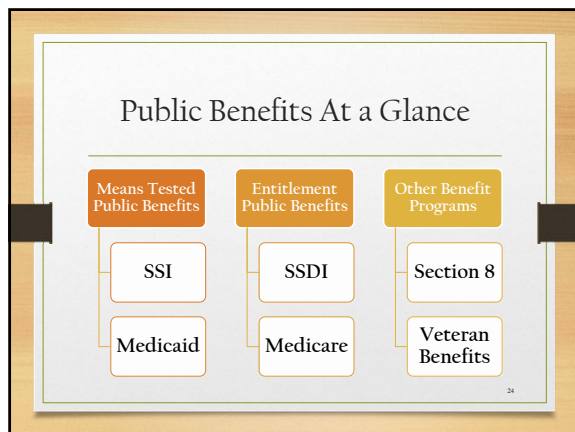 Public Benefits At a Glance
Means Tested
Public Benefits
SSI
Medicaid
Entitlement
Public Benefits
SSDI
Medicare
Other Benefit
Programs
Section 8
Veteran
Benefits
24